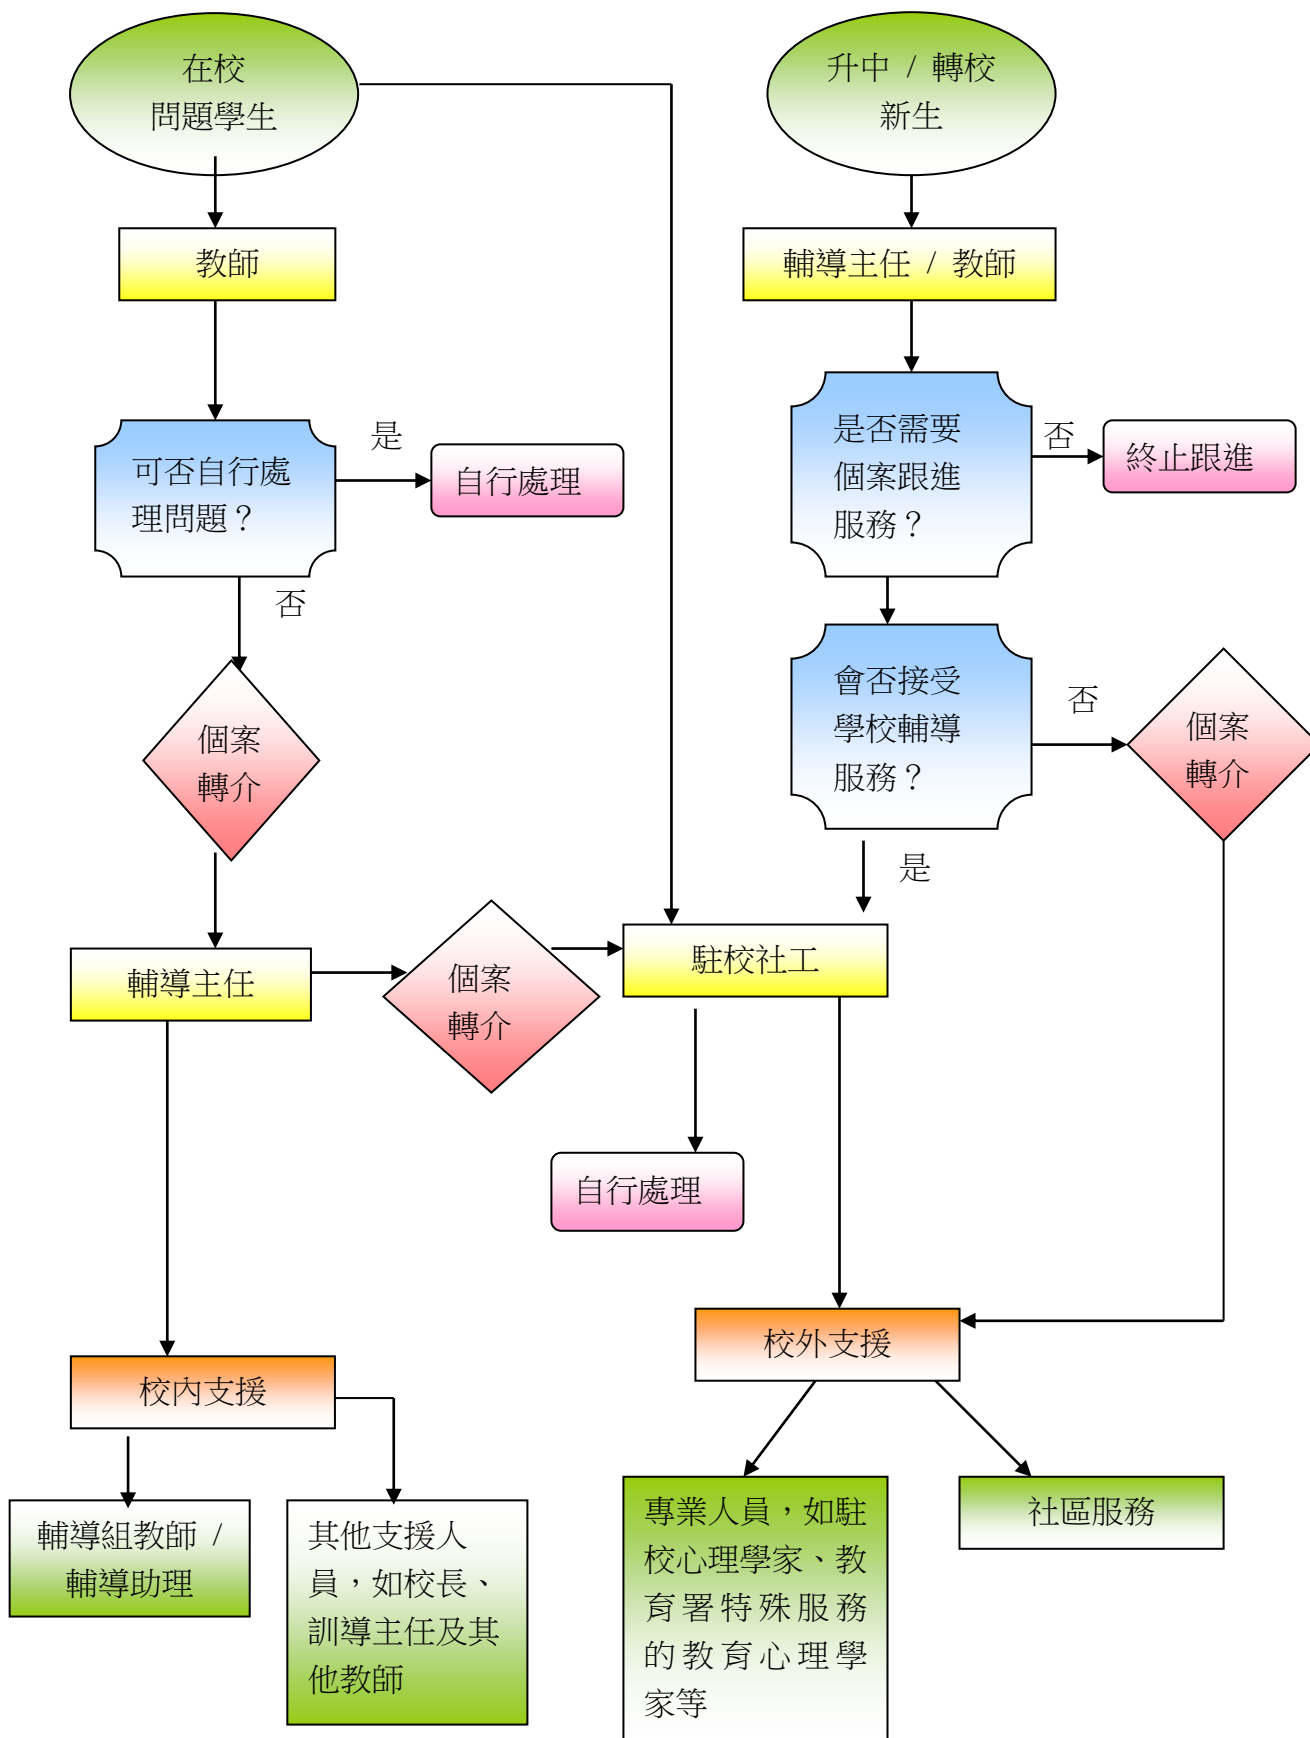 在校
問題學生
升中 / 轉校
新生
教師
輔導主任 / 教師
可否自行處
理問題？
是
自行處理
是否需要
個案跟進
服務？
否
終止跟進
否
會否接受
學校輔導
服務？
否
個案
轉介
個案
轉介
是
輔導主任
個案
轉介
駐校社工
自行處理
校外支援
校內支援
輔導組教師 /
輔導助理
其他支援人
員，如校長、
訓導主任及其
他教師
專業人員，如駐
校心理學家、教
育署特殊服務
的教育心理學
家等
社區服務